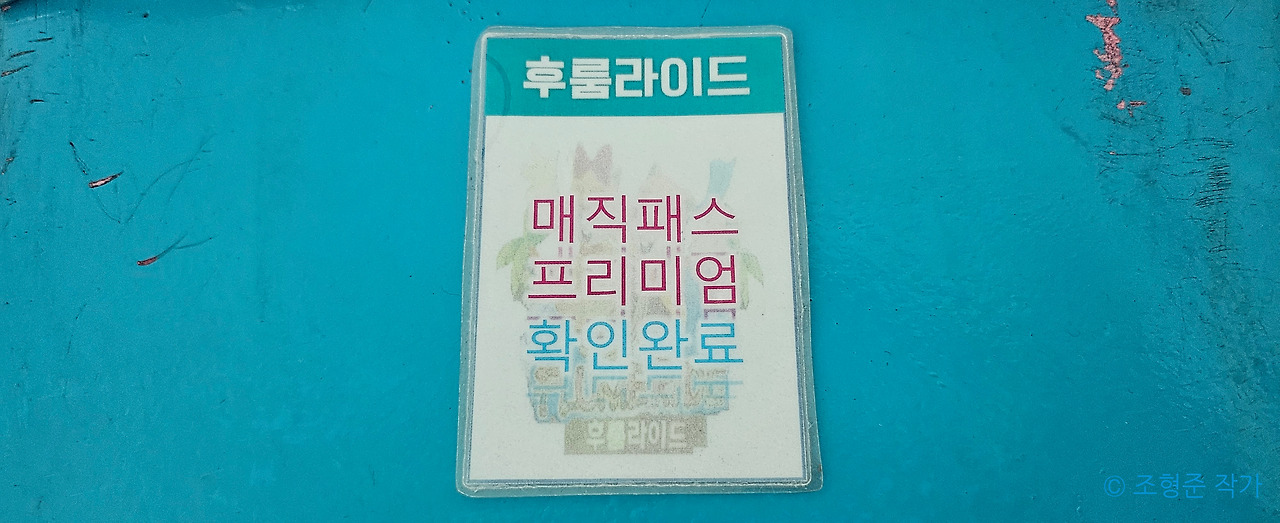 후룸라이드
매직패스
프리미엄
확인완료
후룸라이드
© 조형준 작가